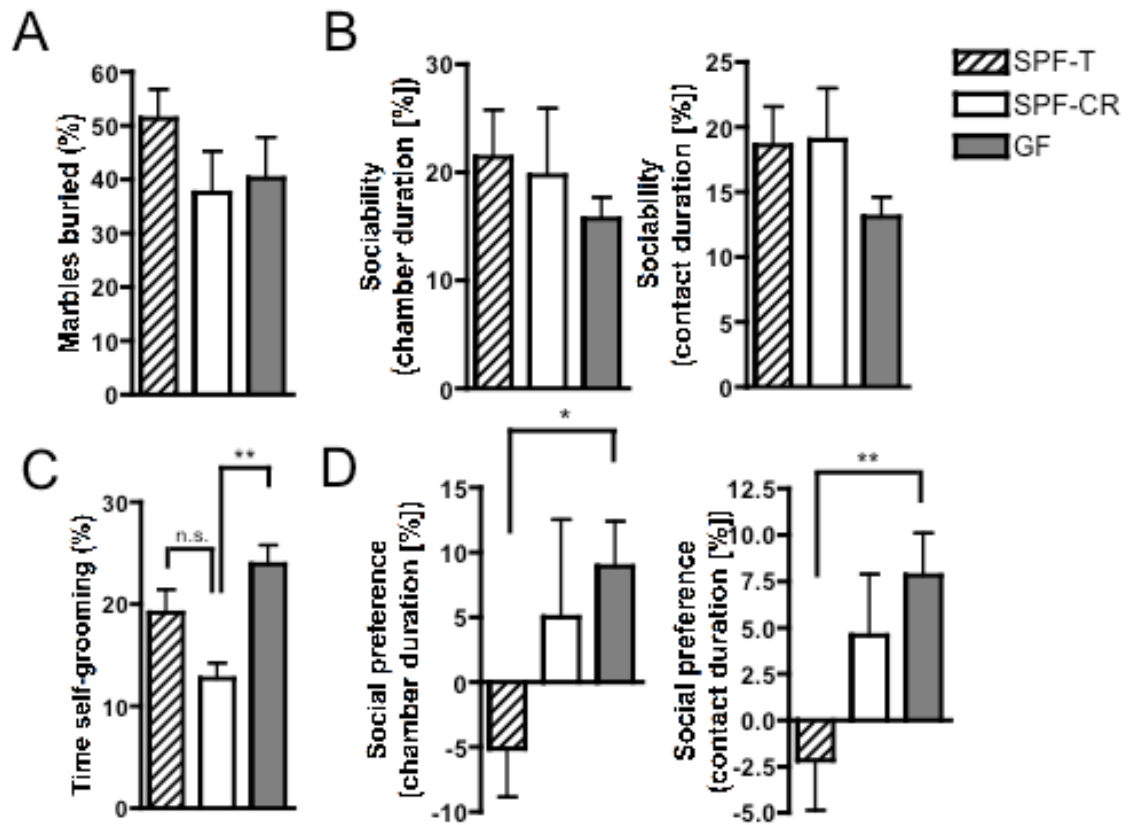 A
Marbles buried (%)
60
50
40
30
20
10
0
B
Sociability
(chamber duration [%])
30
20
10
0
Sociability
(contact duration [%])
25
20
15
10
5
0
SPF-T
SPF-CR
GF
C
Time self-grooming (%)
30
20
10
0
n.s.
**
D
Social preference
(chamber duration [%])
15
10
5
0
-5
-10
*
Social preference
(contact duration [%])
12.5
10.0
7.5
5.0
2.5
0.0
-2.5
-5.0
**